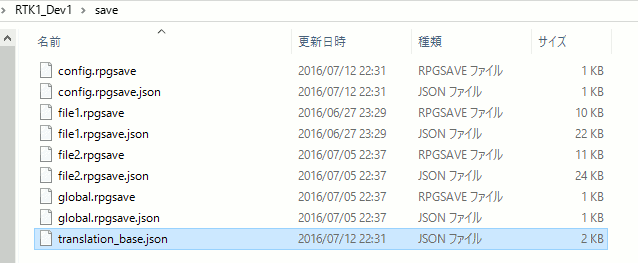 RTK1_Dev1 > save
名前 更新日時 種類 サイズ
config.rpgsave 2016/07/12 22:31 RPGSAVE ファイル 1 KB
config.rpgsave.json 2016/07/12 22:31 JSON ファイル 1 KB
file1.rpgsave 2016/06/27 23:29 RPGSAVE ファイル 10 KB
file1.rpgsave.json 2016/06/27 23:29 JSON ファイル 22 KB
file2.rpgsave 2016/07/05 22:37 RPGSAVE ファイル 11 KB
file2.rpgsave.json 2016/07/05 22:37 JSON ファイル 24 KB
global.rpgsave 2016/07/05 22:37 RPGSAVE ファイル 1 KB
global.rpgsave.json 2016/07/05 22:37 JSON ファイル 1 KB
translation_base.json 2016/07/12 22:31 JSON ファイル 2 KB